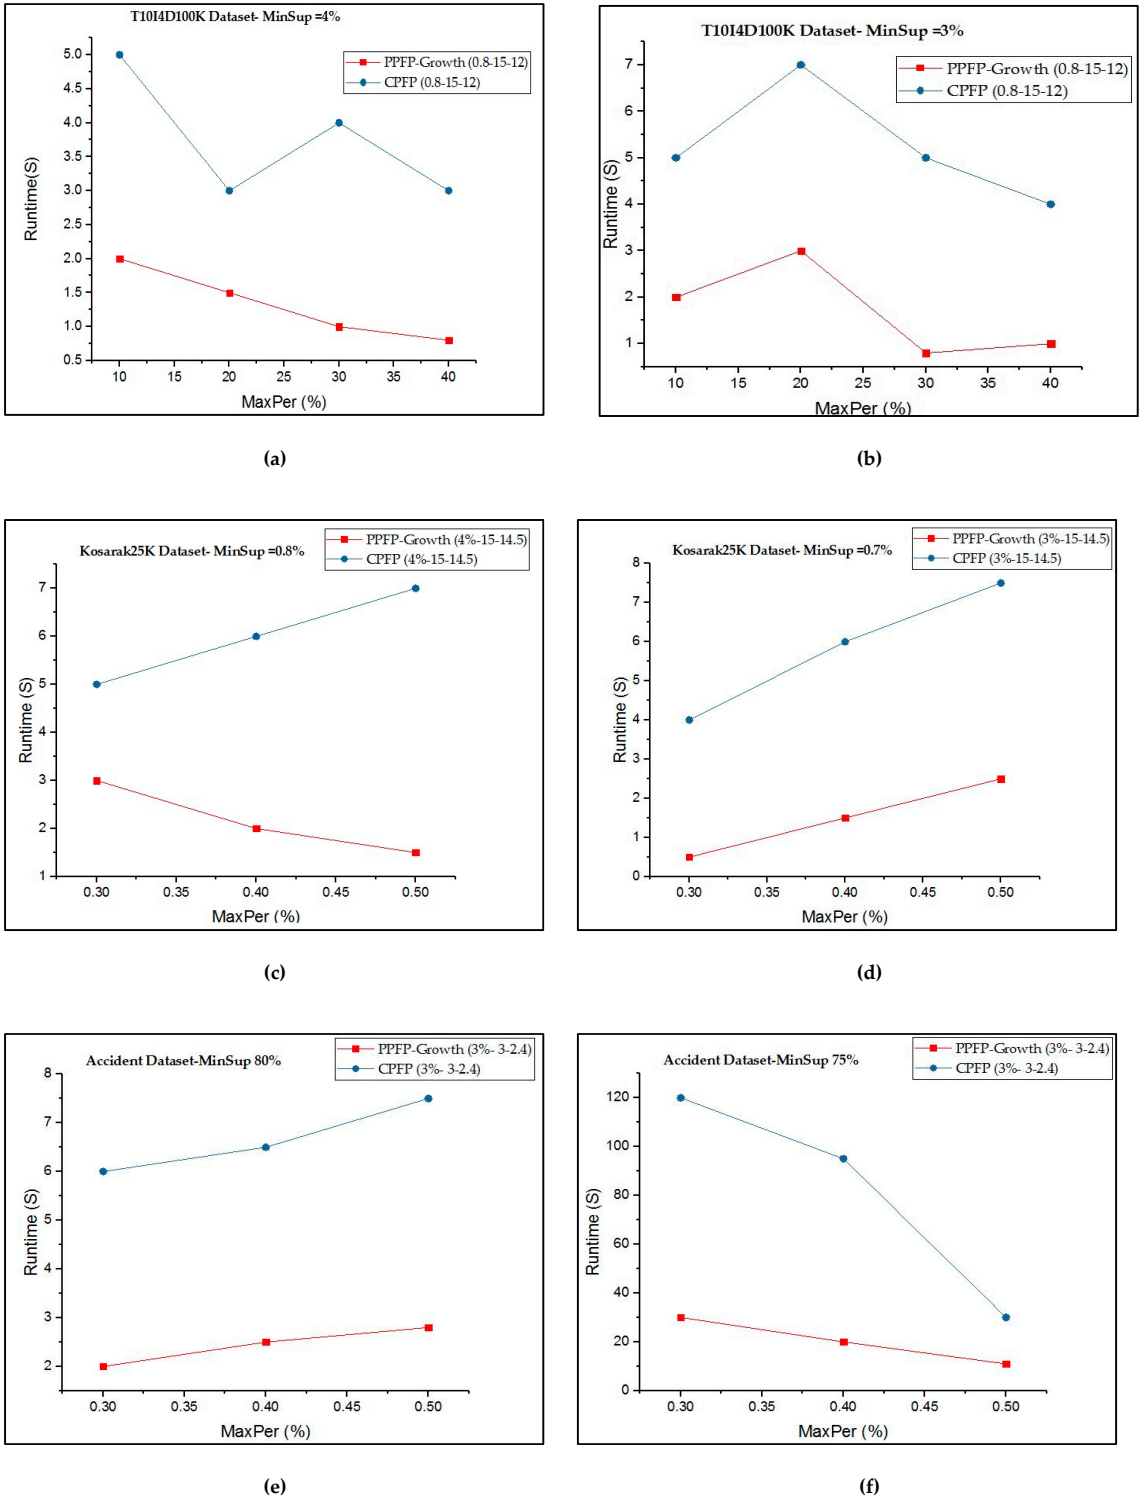 T10I4D100K Dataset- MinSup =4%
PPFP-Growth (0.8-15-12)
CPFP (0.8-15-12)
Runtime(S)
5.0
4.5
4.0
3.5
3.0
2.5
2.0
1.5
1.0
0.5
10 15 20 25 30 35 40
MaxPer (%)
(a)
T10I4D100K Dataset- MinSup =3%
PPFP-Growth (0.8-15-12)
CPFP (0.8-15-12)
Runtime (S)
7
6
5
4
3
2
1
10 15 20 25 30 35 40
MaxPer (%)
(b)
Kosarak25K Dataset- MinSup =0.8%
PPFP-Growth (4%-15-14.5)
CPFP (4%-15-14.5)
Runtime (S)
7
6
5
4
3
2
1
0.30 0.35 0.40 0.45 0.50
MaxPer (%)
(c)
Kosarak25K Dataset- MinSup =0.7%
PPFP-Growth (3%-15-14.5)
CPFP (3%-15-14.5)
Runtime (S)
8
7
6
5
4
3
2
1
0
0.30 0.35 0.40 0.45 0.50
MaxPer (%)
(d)
Accident Dataset-MinSup 80%
PPFP-Growth (3%- 3-2.4)
CPFP (3%- 3-2.4)
Runtime (S)
8
7
6
5
4
3
2
0.30 0.35 0.40 0.45 0.50
MaxPer (%)
(e)
Accident Dataset-MinSup 75%
PPFP-Growth (3%- 3-2.4)
CPFP (3%- 3-2.4)
Runtime (S)
120
100
80
60
40
20
0
0.30 0.35 0.40 0.45 0.50
MaxPer (%)
(f)